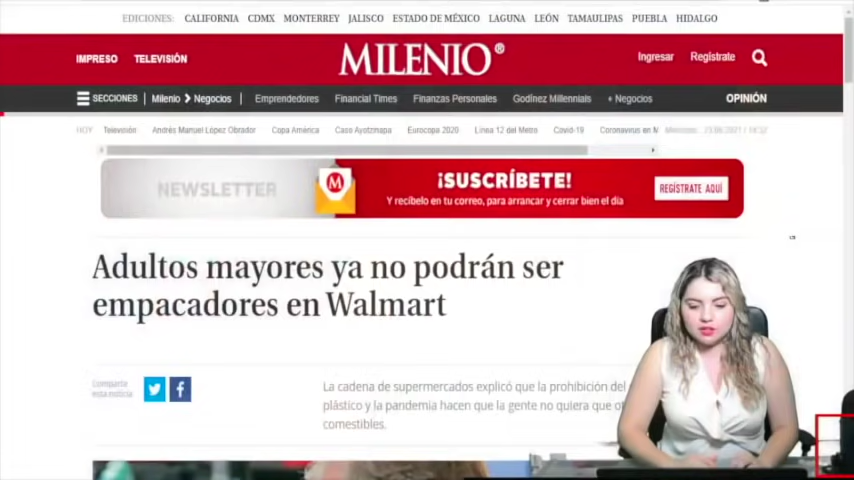 EDICIONES: CALIFORNIA CDMX MONTERREY JALISCO ESTADO DE MÉXICO LAGUNA LEÓN TAMAULIPAS PUEBLA HIDALGO
IMPRESO TELEVISIÓN MILENIO® Ingresar Regístrate
SECCIONES Milenio > Negocios Emprendedores Financial Times Finanzas Personales Godínez Millennials + Negocios OPINIÓN
HOY Televisión Andrés Manuel López Obrador Copa América Caso Ayotzinapa Eurocopa 2020 Línea 12 del Metro Covid-19 Coronavirus en M
NEWSLETTER M ¡SUSCRÍBETE! REGÍSTRATE AQUÍ
Y recíbelo en tu correo, para arrancar y cerrar bien el día
Adultos mayores ya no podrán ser
empacadores en Walmart
Comparte
esta noticia
La cadena de supermercados explicó que la prohibición del
plástico y la pandemia hacen que la gente no quiera que
comestibles.